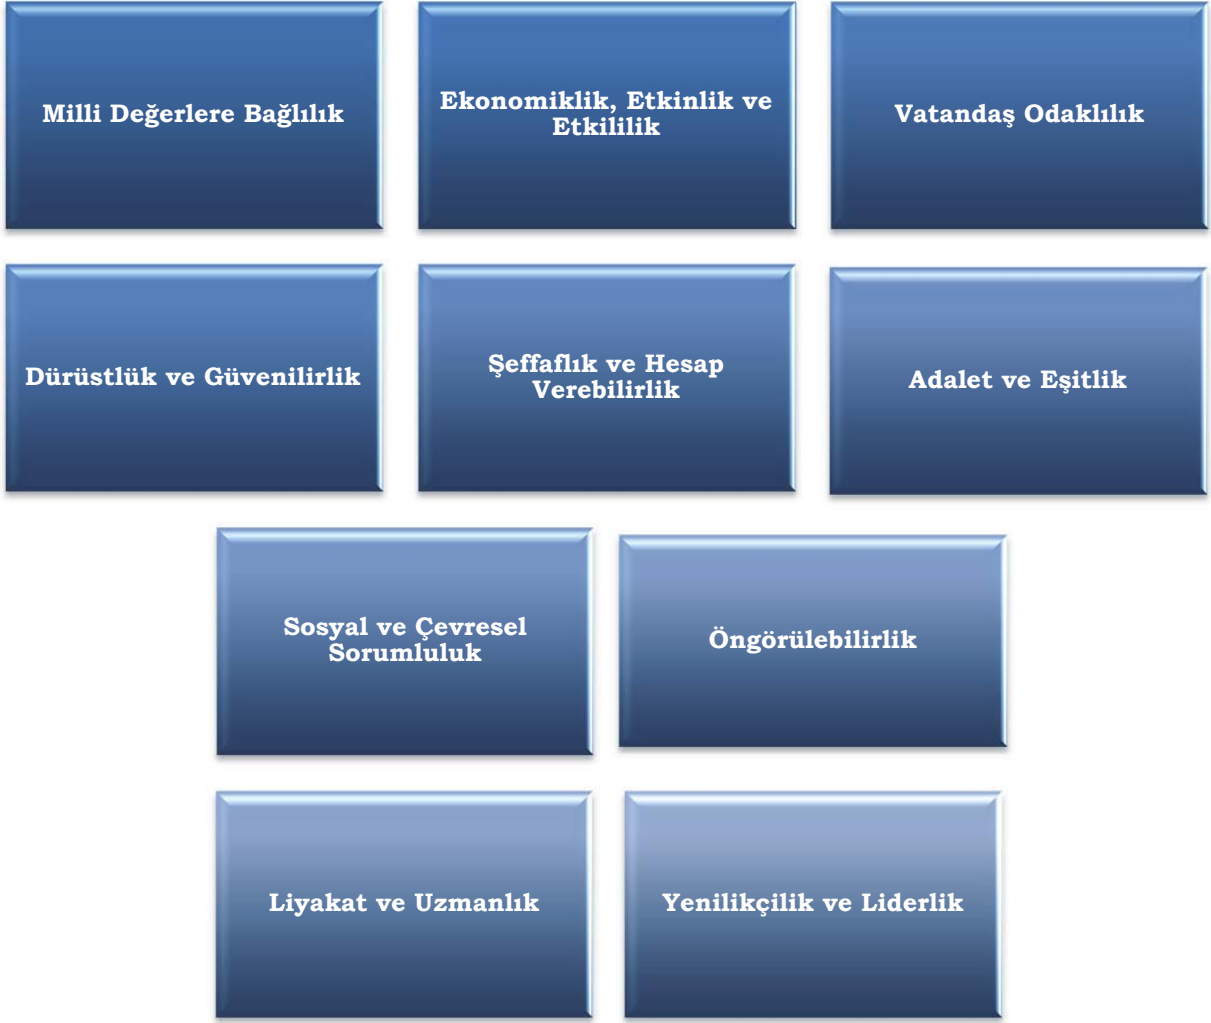 Milli Değerlere Bağlılık
Ekonomiklik, Etkinlik ve
Etkililik
Vatandaş Odaklılık
Dürüstlük ve Güvenilirlik
Şeffaflık ve Hesap
Verebilirlik
Adalet ve Eşitlik
Sosyal ve Çevresel
Sorumluluk
Öngörülebilirlik
Liyakat ve Uzmanlık
Yenilikçilik ve Liderlik